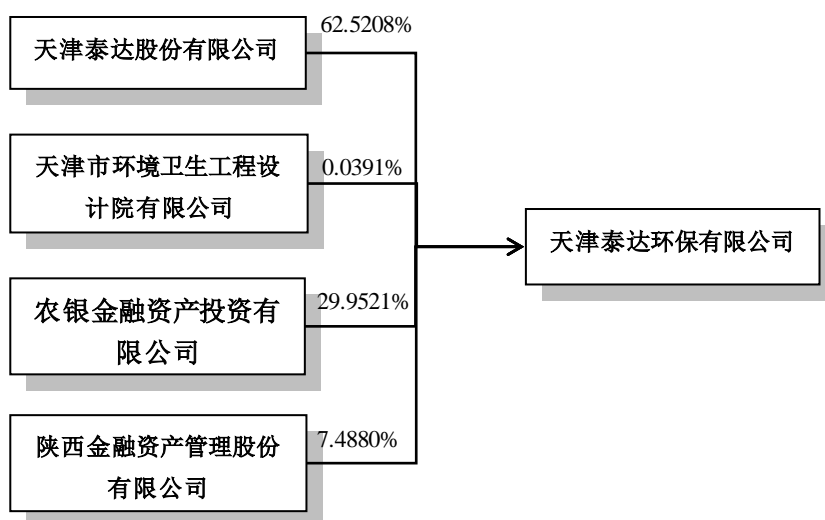 62.5208%
天津泰达股份有限公司
天津市环境卫生工程设
计院有限公司
0.0391%
天津泰达环保有限公司
农银金融资产投资有
限公司
29.9521%
陕西金融资产管理股份
有限公司
7.4880%